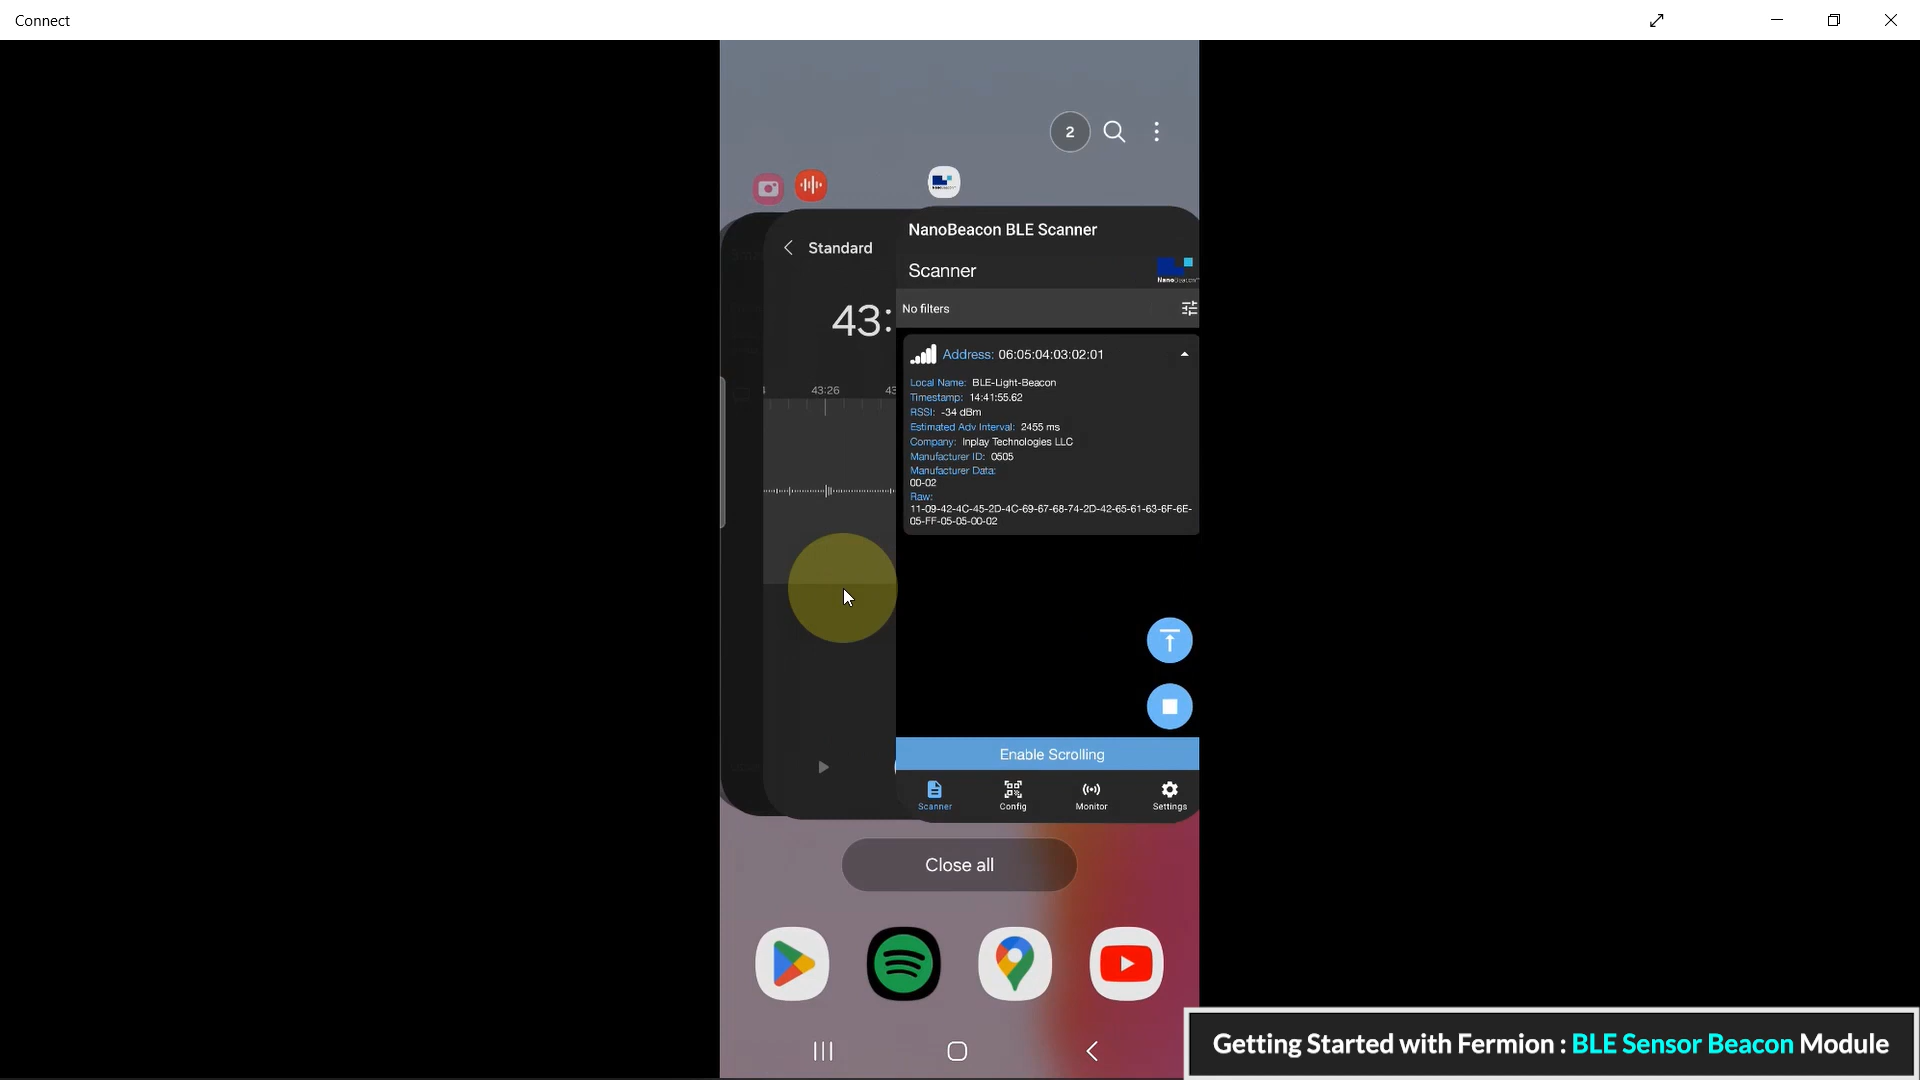 Connect
2
NanoBeacon BLE Scanner
Standard
Scanner
No filters
43:
Address: 06:05:04:03:02:01
Local Name: BLE-Light-Beacon
43:26
Timestamp: 14:41:55.62
RSSI: -34 dBm
Estimated Adv Interval: 2455 ms
Company: Inplay Technologies LLC
Manufacturer ID: 0505
Manufacturer Data:
00-02
Raw:
11-09-42-4C-45-2D-4C-69-67-68-74-2D-42-65-61-63-6F-6E-
05-FF-05-05-00-02
Enable Scrolling
Scanner
Config
Monitor
Settings
Close all
Getting Started with Fermion : BLE Sensor Beacon Module